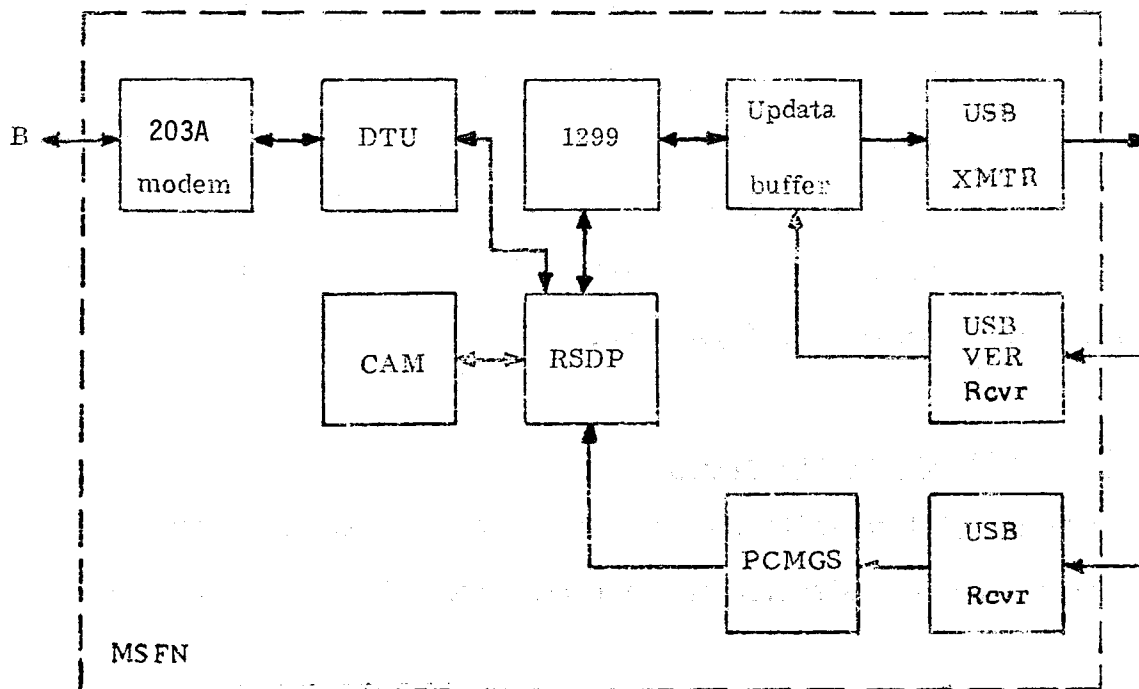 B
203A
modem
DTU
1299
Updata
buffer
USB
XMTR
CAM
RSDP
USB
VER
Rcvr
PCMGS
USB
Rcvr
MSFN